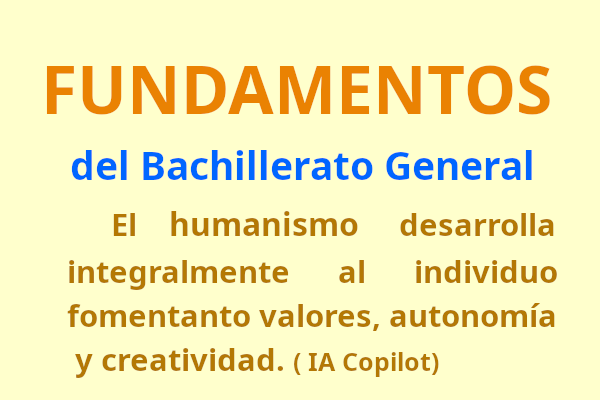 FUNDAMENTOS
del Bachillerato General
El humanismo desarrolla
integralmente al individuo
fomentanto valores, autonomía
y creatividad. ( IA Copilot)